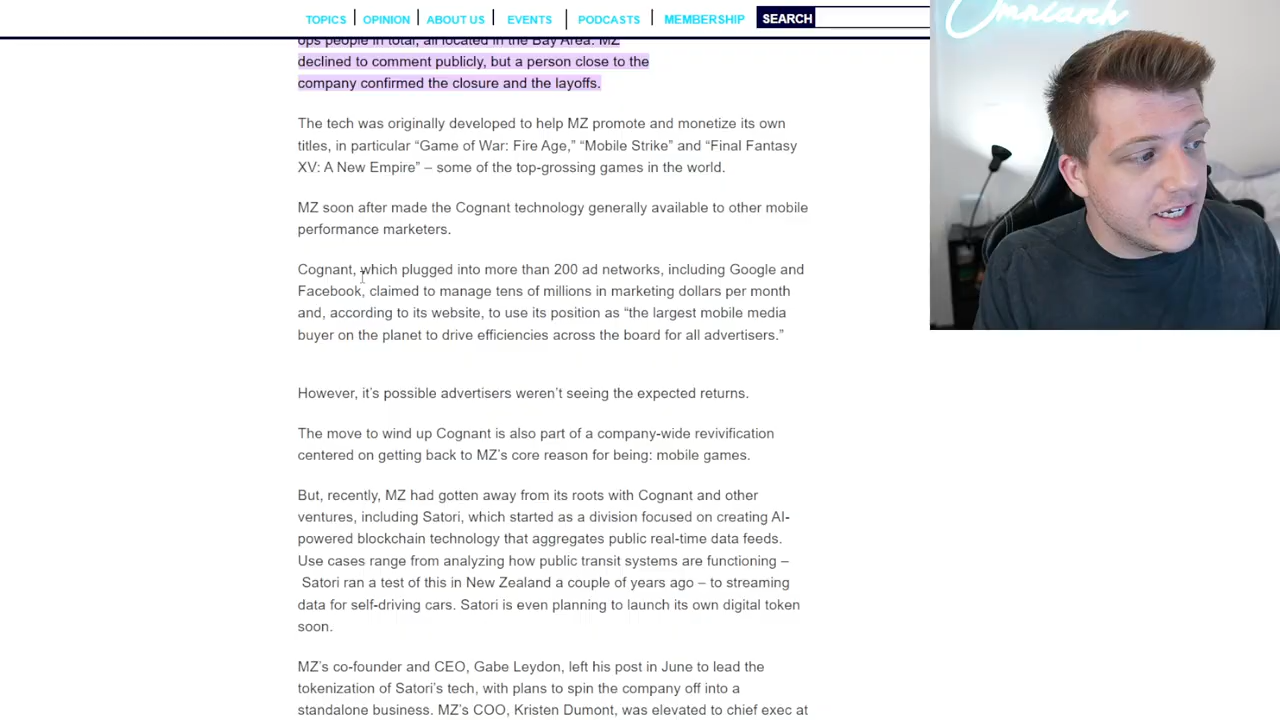 TOPICS
OPINION
ABOUT US
EVENTS
PODCASTS
MEMBERSHIP
SEARCH
Omniarch
ops people in total, all located in the Bay Area. MZ
declined to comment publicly, but a person close to the
company confirmed the closure and the layoffs.
The tech was originally developed to help MZ promote and monetize its own
titles, in particular “Game of War: Fire Age,” “Mobile Strike” and “Final Fantasy
XV: A New Empire” – some of the top-grossing games in the world.
MZ soon after made the Cognant technology generally available to other mobile
performance marketers.
Cognant, which plugged into more than 200 ad networks, including Google and
Facebook, claimed to manage tens of millions in marketing dollars per month
and, according to its website, to use its position as “the largest mobile media
buyer on the planet to drive efficiencies across the board for all advertisers.”
However, it’s possible advertisers weren’t seeing the expected returns.
The move to wind up Cognant is also part of a company-wide revivification
centered on getting back to MZ’s core reason for being: mobile games.
But, recently, MZ had gotten away from its roots with Cognant and other
ventures, including Satori, which started as a division focused on creating AI-
powered blockchain technology that aggregates public real-time data feeds.
Use cases range from analyzing how public transit systems are functioning –
Satori ran a test of this in New Zealand a couple of years ago – to streaming
data for self-driving cars. Satori is even planning to launch its own digital token
soon.
MZ’s co-founder and CEO, Gabe Leydon, left his post in June to lead the
tokenization of Satori’s tech, with plans to spin the company off into a
standalone business. MZ’s COO, Kristen Dumont, was elevated to chief exec at